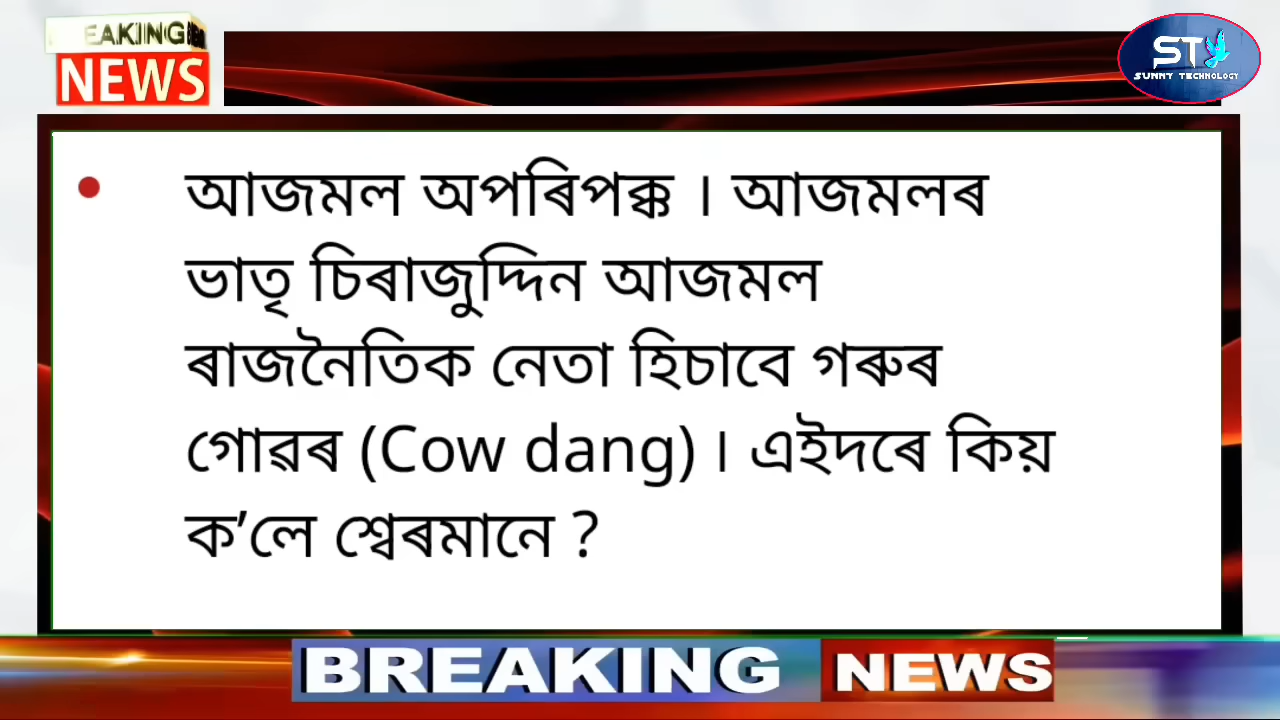 EAKING
NEWS
ST
SUNNY TECHNOLOGY
আজমল অপৰিপক্ক । আজমলৰ
ভাতৃ চিৰাজুদ্দিন আজমল
ৰাজনৈতিক নেতা হিচাবে গৰুৰ
গোৱৰ (Cow dang) । এইদৰে কিয়
ক’লে শ্বেৰমানে ?
BREAKING NEWS